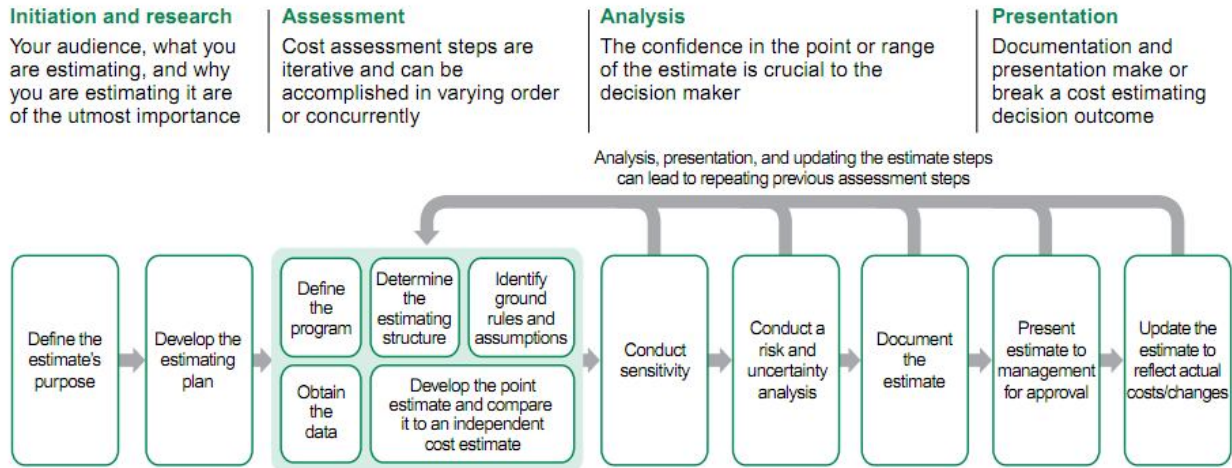 Initiation and research
Your audience, what you
are estimating, and why
you are estimating it are
of the utmost importance
Assessment
Cost assessment steps are
iterative and can be
accomplished in varying order
or concurrently
Analysis
The confidence in the point or range
of the estimate is crucial to the
decision maker
Presentation
Documentation and
presentation make or
break a cost estimating
decision outcome
Analysis, presentation, and updating the estimate steps
can lead to repeating previous assessment steps
Define the
estimate's
purpose
Develop the
estimating
plan
Define
the
program
Determine
the
estimating
structure
Identify
ground
rules and
assumptions
Obtain
the
data
Develop the point
estimate and compare
it to an independent
cost estimate
Conduct
sensitivity
Conduct a
risk and
uncertainty
analysis
Document
the
estimate
Present
estimate to
management
for approval
Update the
estimate to
reflect actual
costs/changes